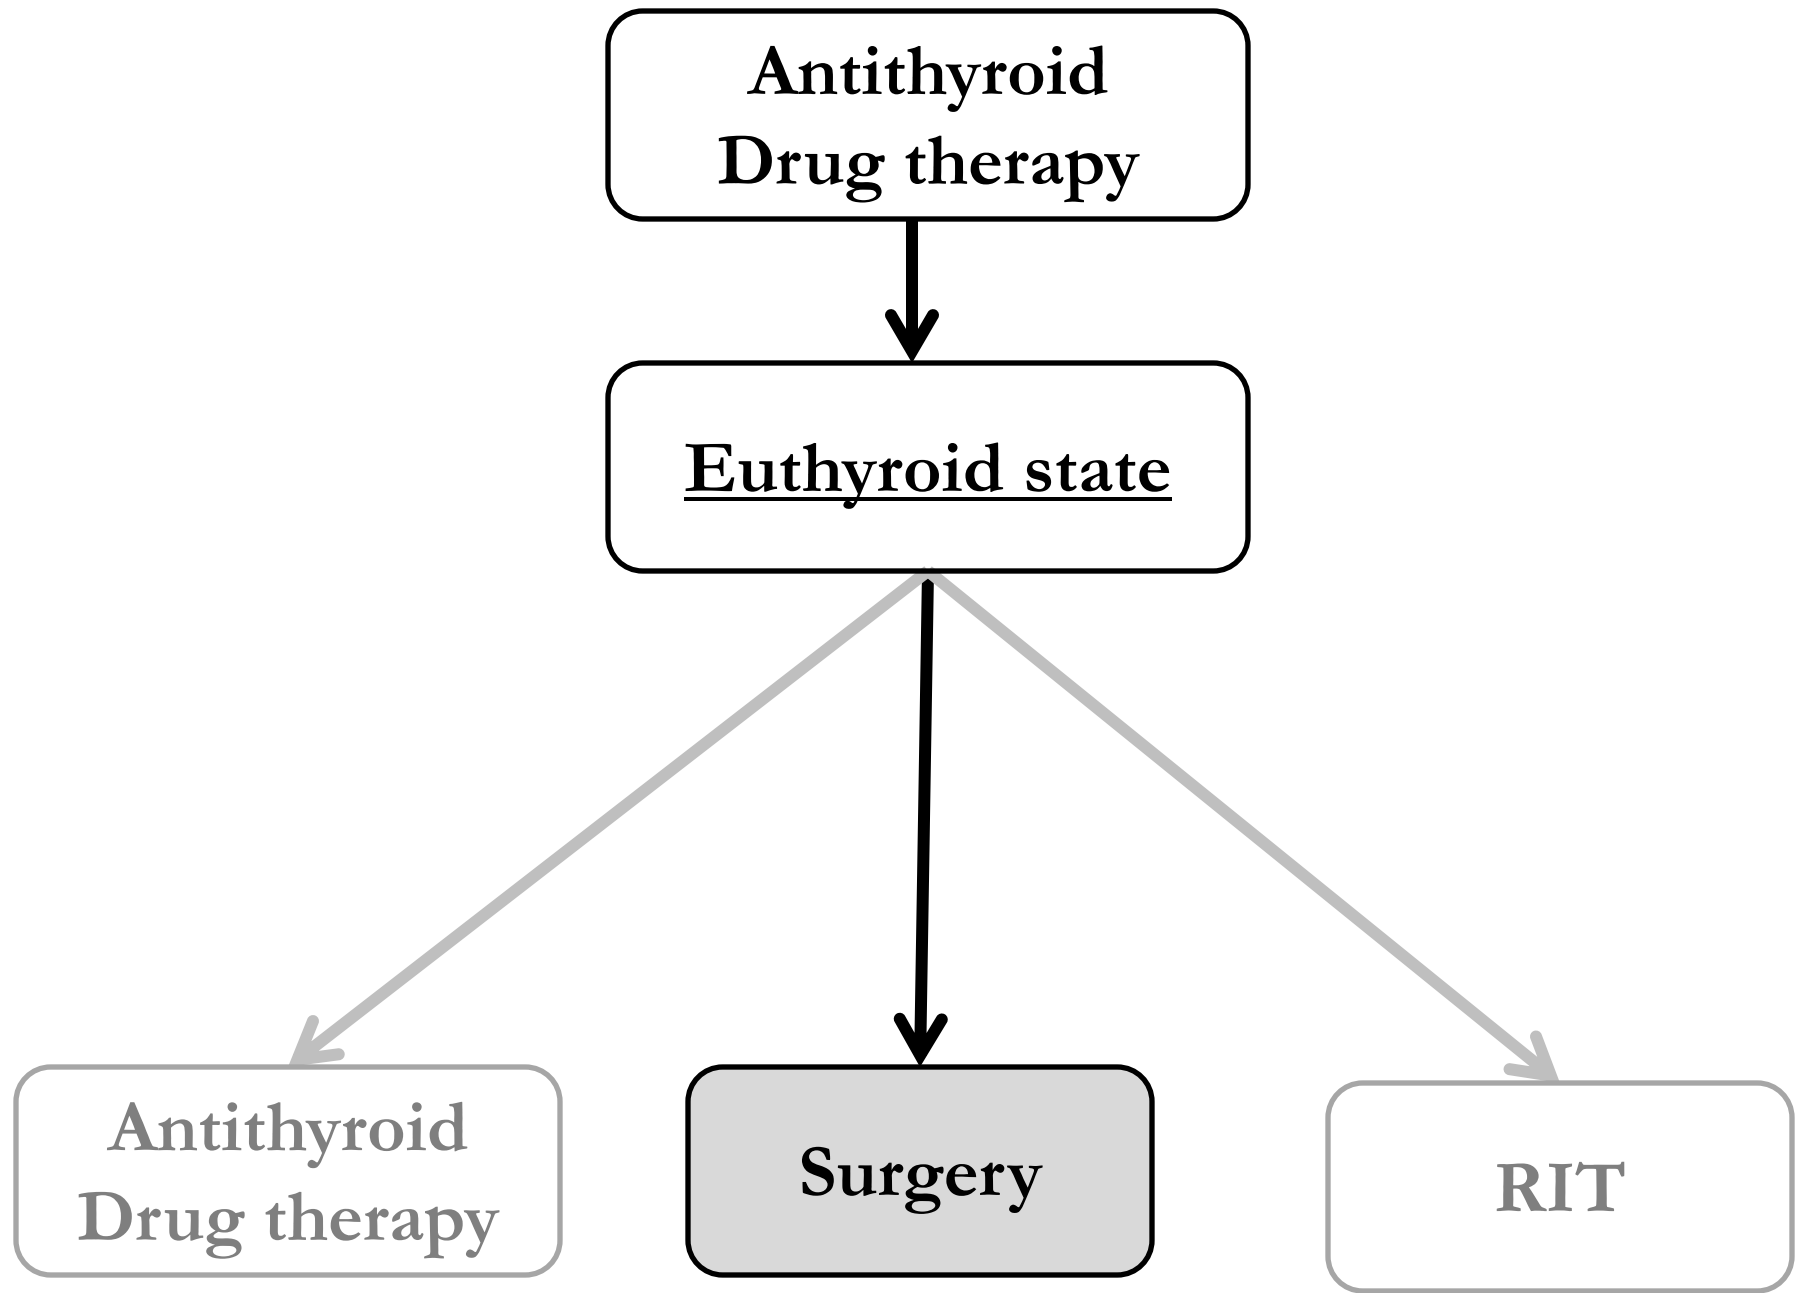 Antithyroid
Drug therapy
Euthyroid state
Antithyroid
Drug therapy
Surgery
RIT